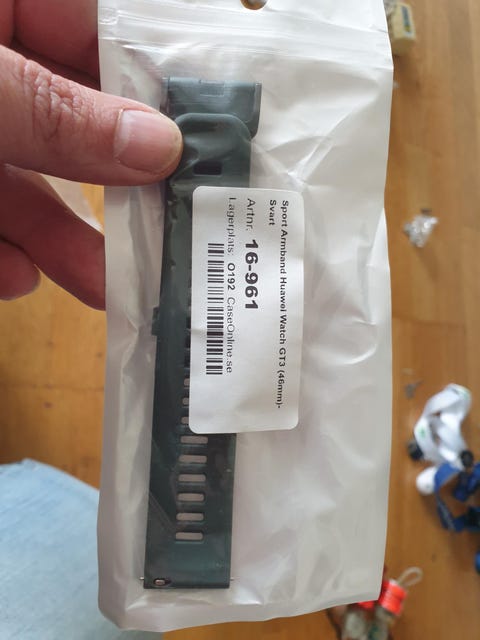 Sport Armband Huawei Watch GT3 (46mm)-
Svart
Artnr. 16-961
Lagerplats: O192 CaseOnline.se